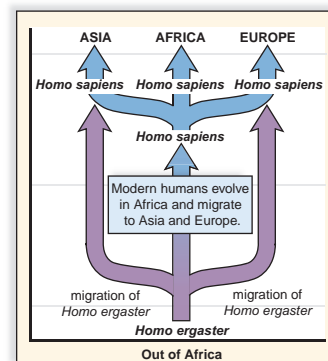 ASIA AFRICA EUROPE
Homo sapiens Homo sapiens Homo sapiens
Homo sapiens
Modern humans evolve
in Africa and migrate
to Asia and Europe.
migration of
Homo ergaster
migration of
Homo ergaster
Homo ergaster
Out of Africa